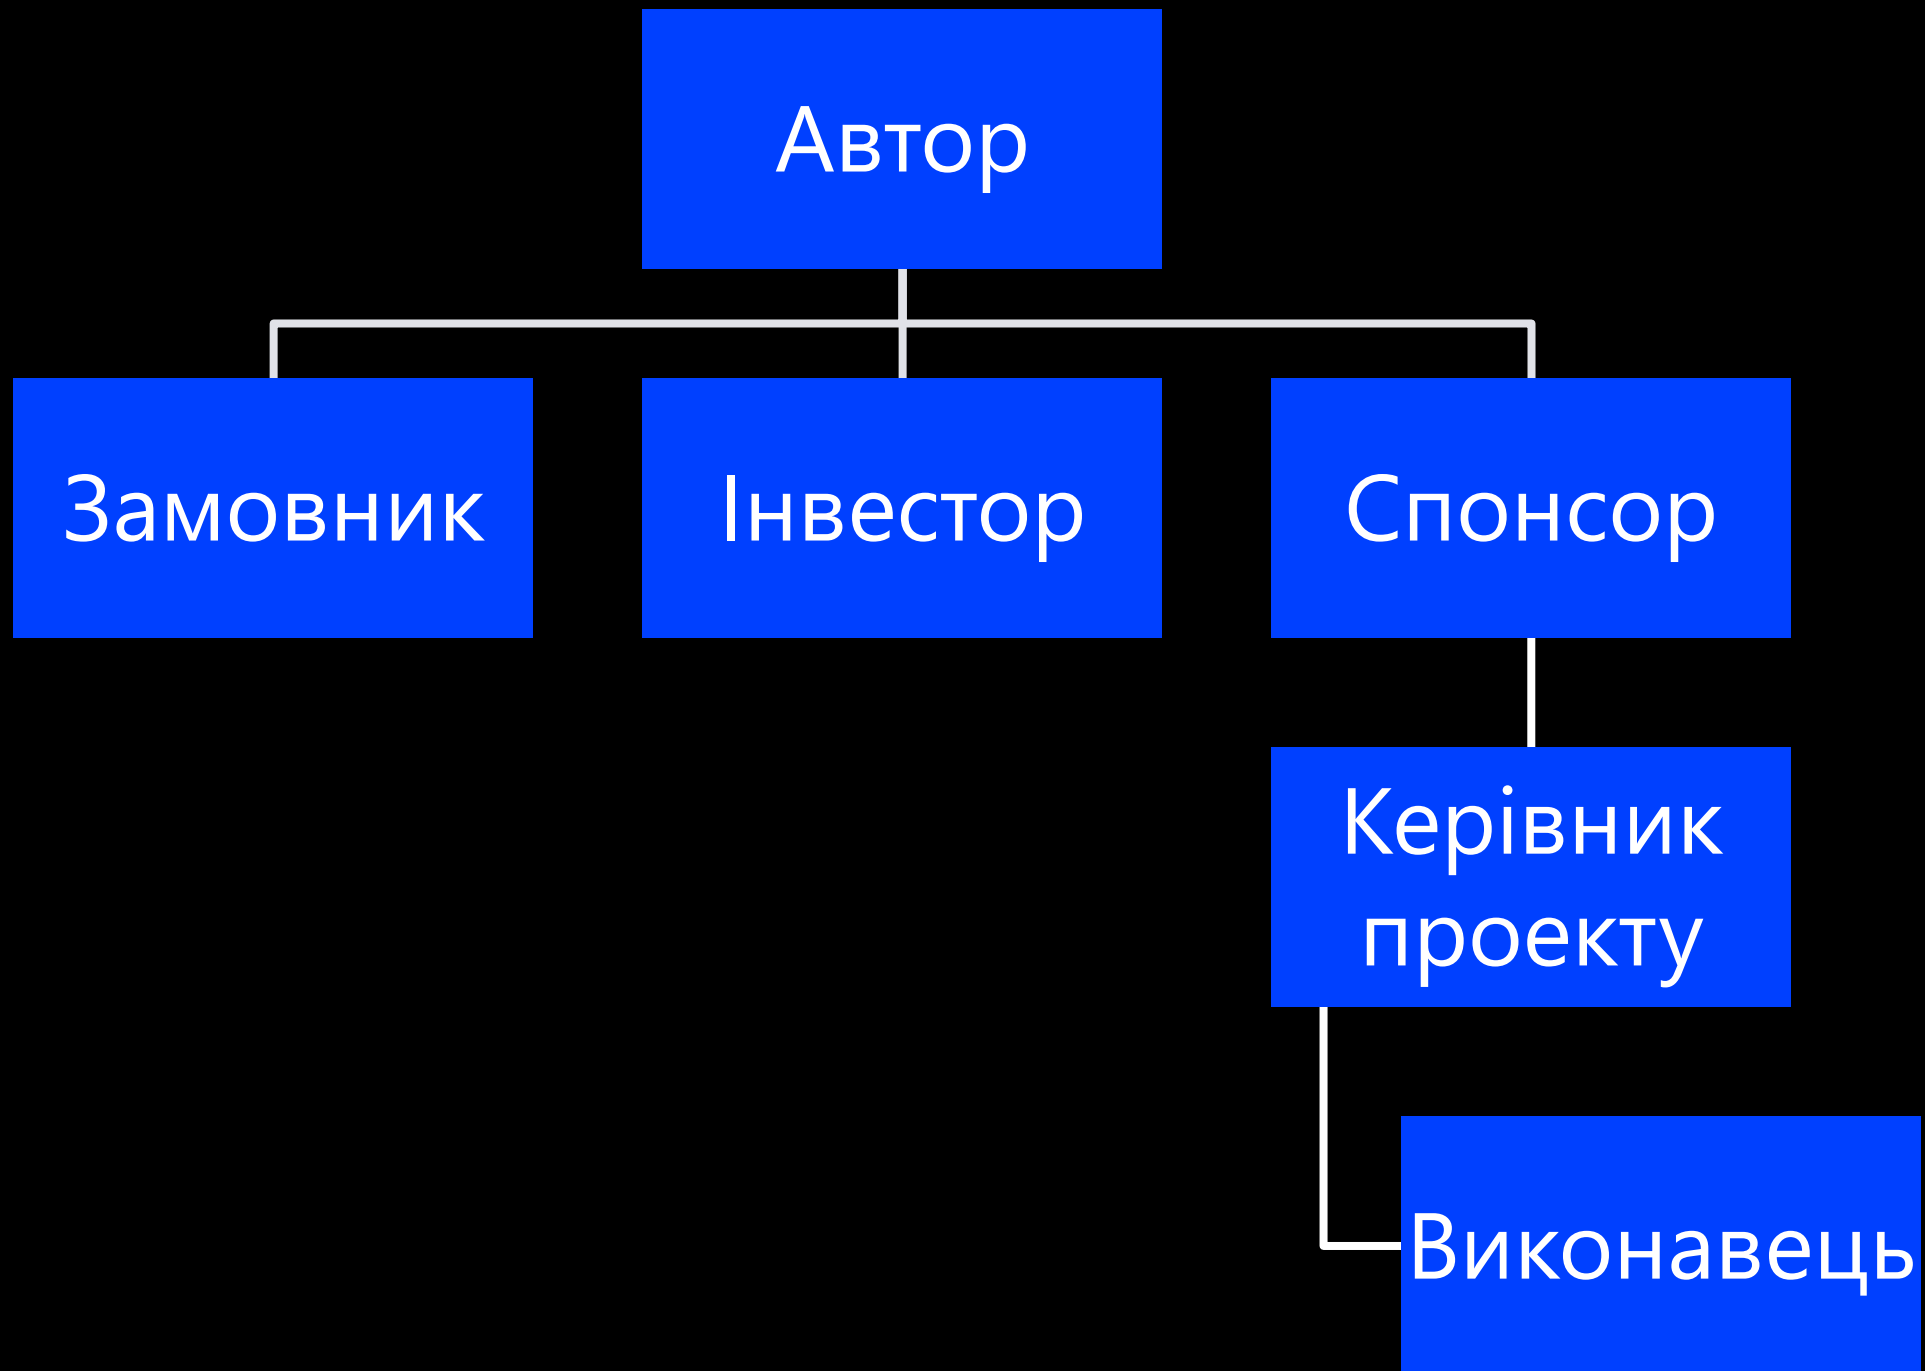 Автор
Замовник
Інвестор
Спонсор
Керівник
проекту
Виконавець